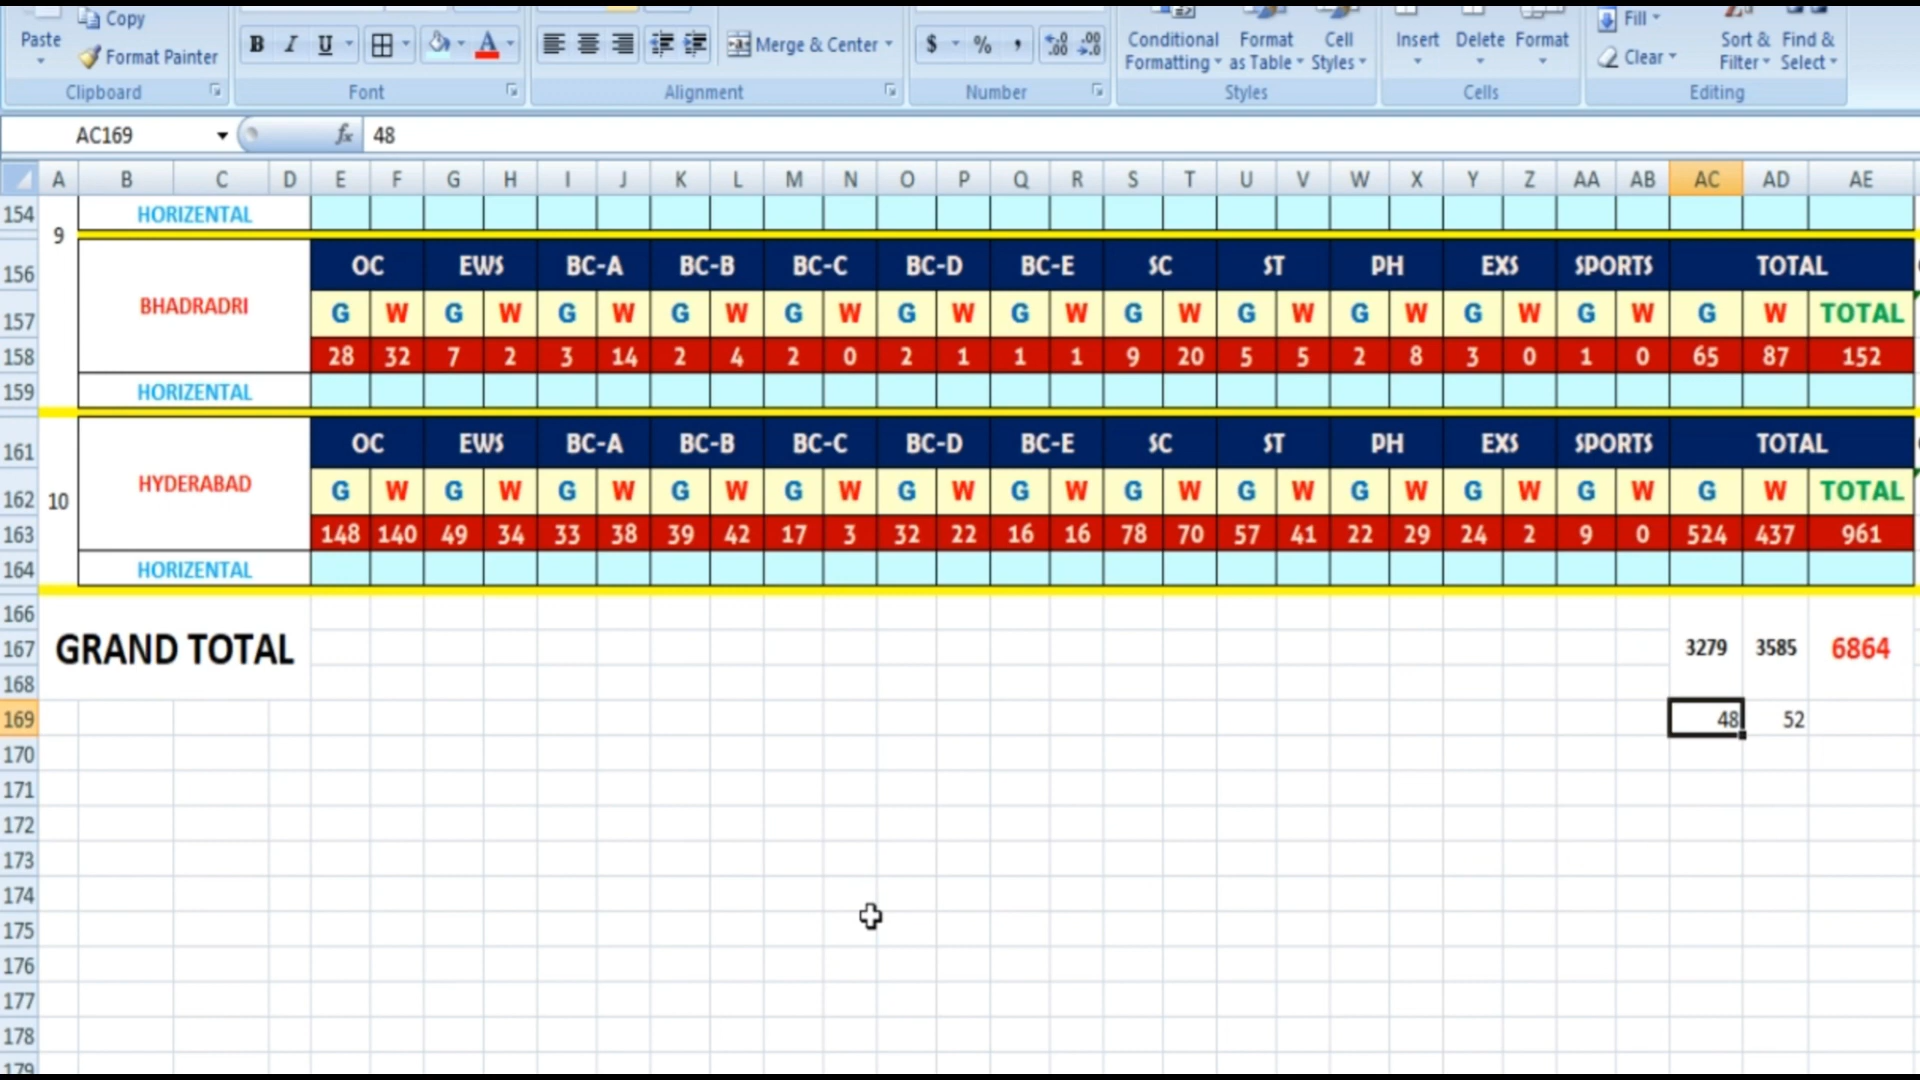 Copy
Paste
Format Painter
B I U A
Merge & Center
$ % , .0 .00 .00 .0
Conditional Formatting
Format as Table
Cell Styles
Insert Delete Format
Fill
Clear
Sort & Filter
Find & Select
Clipboard Font Alignment Number Styles Cells Editing
AC169 fx 48
A B C D E F G H I J K L M N O P Q R S T U V W X Y Z AA AB AC AD AE
154 HORIZENTAL
9
156 OC EWS BC-A BC-B BC-C BC-D BC-E SC ST PH EXS SPORTS TOTAL
BHADRADRI
157 G W G W G W G W G W G W G W G W G W G W G W G W G W TOTAL
158 28 32 7 2 3 14 2 4 2 0 2 1 1 1 9 20 5 5 2 8 3 0 1 0 65 87 152
159 HORIZENTAL
161 OC EWS BC-A BC-B BC-C BC-D BC-E SC ST PH EXS SPORTS TOTAL
HYDERABAD
162 10 G W G W G W G W G W G W G W G W G W G W G W G W G W TOTAL
163 148 140 49 34 33 38 39 42 17 3 32 22 16 16 78 70 57 41 22 29 24 2 9 0 524 437 961
164 HORIZENTAL
166
167 GRAND TOTAL 3279 3585 6864
168
169 48 52
170
171
172
173
174
175
176
177
178
179